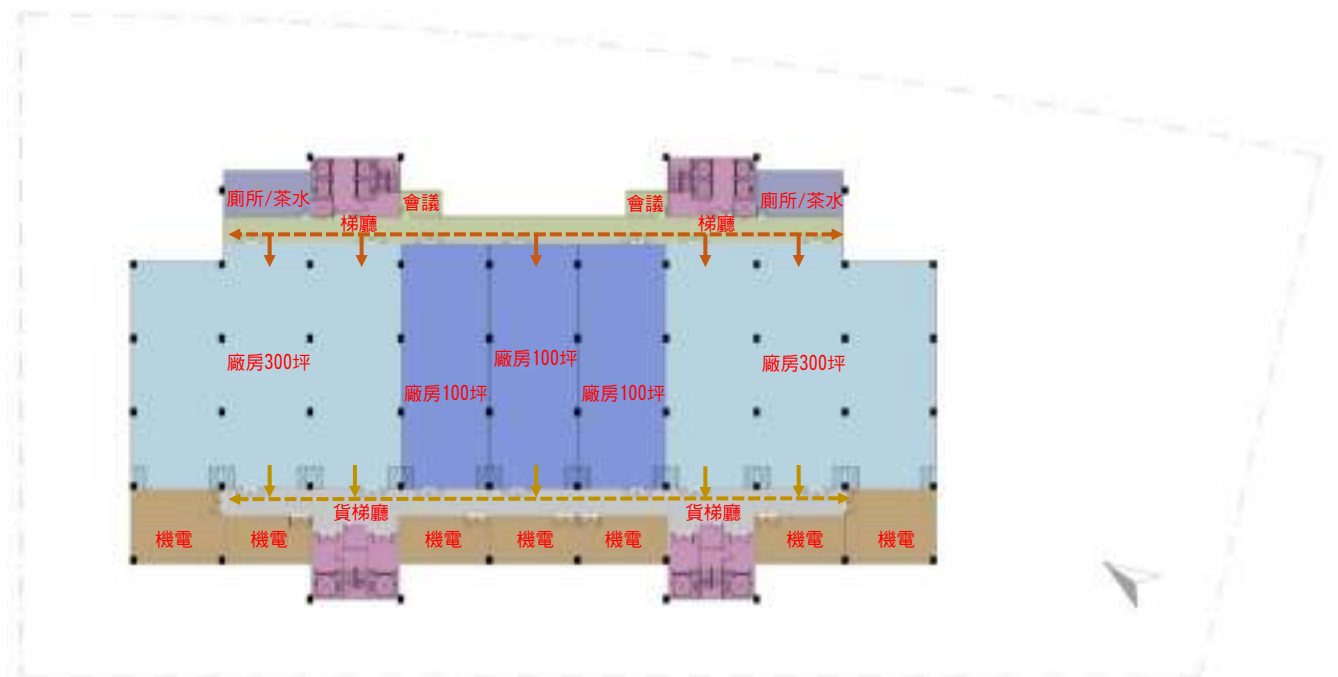 廁所/茶水
會議
會議
廁所/茶水
梯廳
梯廳
廠房300坪
廠房100坪
廠房100坪
廠房100坪
廠房300坪
貨梯廳
貨梯廳
機電
機電
機電
機電
機電
機電
機電